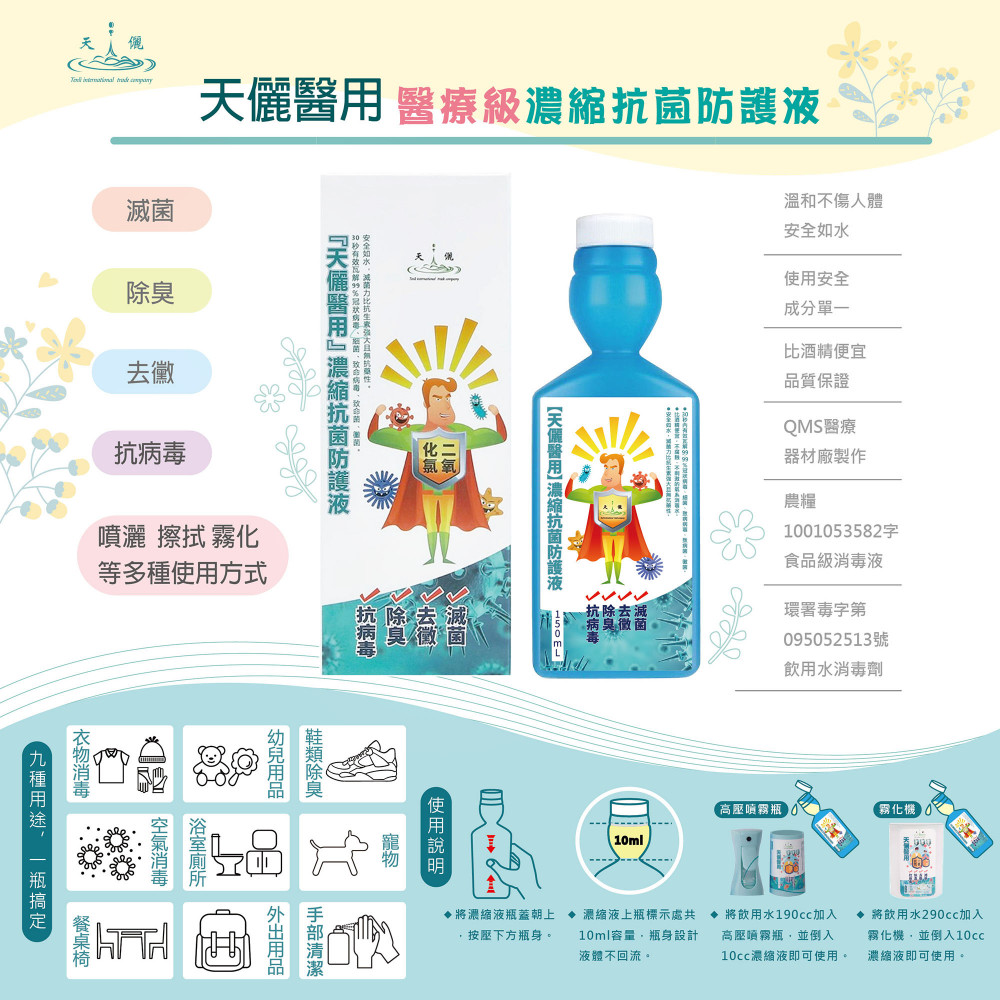 天儷
Tenli international trade company
天儷醫用 醫療級濃縮抗菌防護液
滅菌
除臭
去黴
抗病毒
噴灑 擦拭 霧化
等多種使用方式
天儷
Tenli international trade company
安全如水，滅菌力比抗生素強大且無抗藥性。
30秒有效瓦解99%冠狀病毒、細菌、致命病毒、致命菌、黴菌。
『天儷醫用』濃縮抗菌防護液
二氧
化氯
滅菌
去黴
除臭
抗病毒
【天儷醫用】濃縮抗菌防護液
天儷
滅菌
去黴
除臭
抗病毒
150mL
溫和不傷人體
安全如水
使用安全
成分單一
比酒精便宜
品質保證
QMS醫療
器材廠製作
農糧
1001053582字
食品級消毒液
環署毒字第
095052513號
飲用水消毒劑
九種用途，一瓶搞定
衣物消毒
幼兒用品
鞋類除臭
空氣消毒
浴室廁所
寵物
餐桌椅
外出用品
手部清潔
使用說明
◆將濃縮液瓶蓋朝上
，按壓下方瓶身。
10ml
◆濃縮液上瓶標示處共
10ml容量，瓶身設計
液體不回流。
高壓噴霧瓶
◆將飲用水190cc加入
高壓噴霧瓶，並倒入
10cc濃縮液即可使用。
霧化機
天儷醫用
◆將飲用水290cc加入
霧化機，並倒入10cc
濃縮液即可使用。